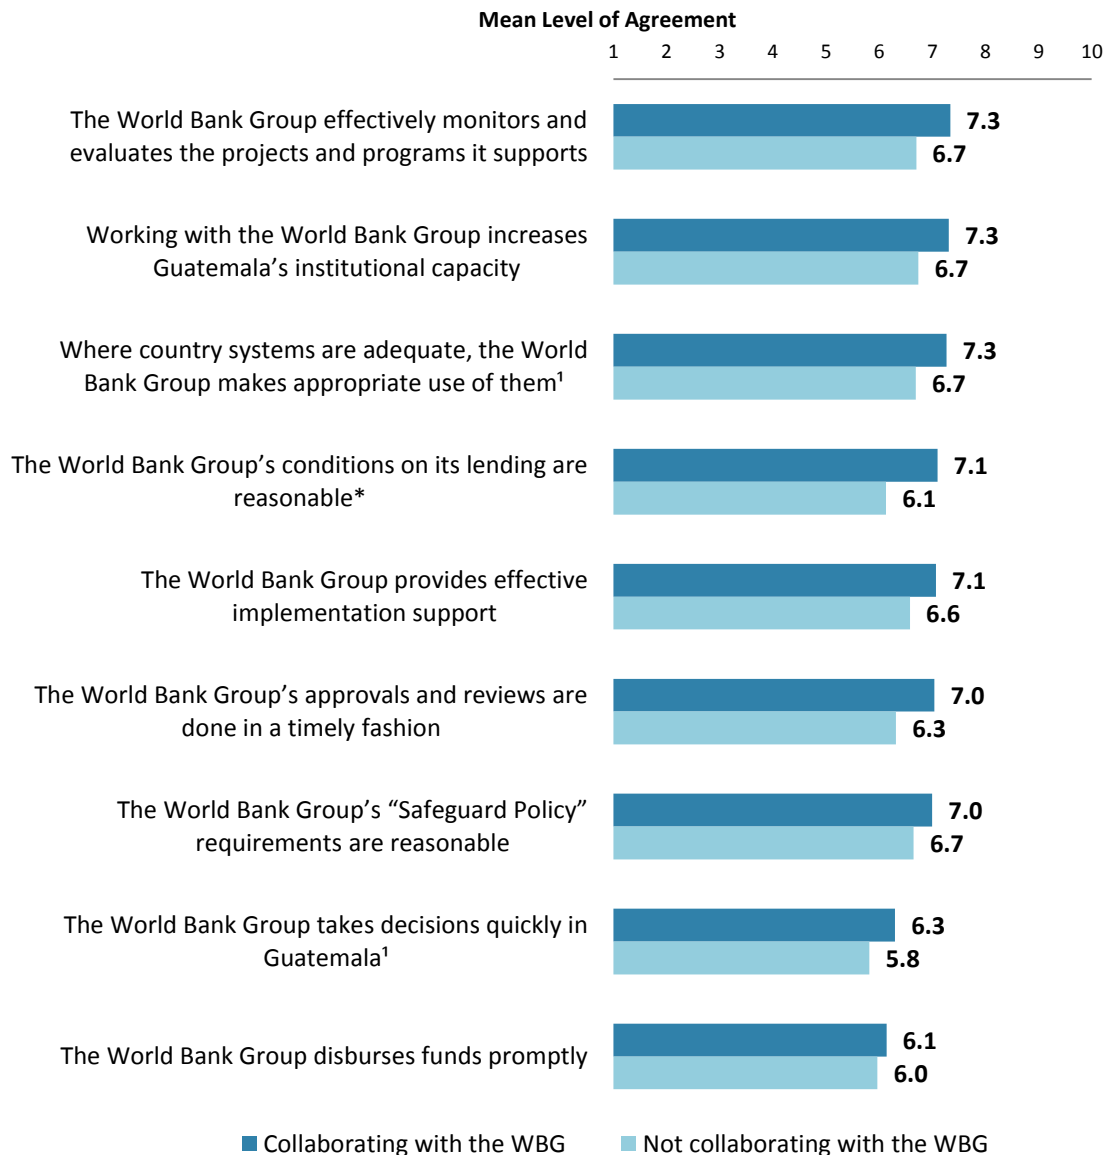 Mean Level of Agreement
1 2 3 4 5 6 7 8 9 10
The World Bank Group effectively monitors and
evaluates the projects and programs it supports
7.3
6.7
Working with the World Bank Group increases
Guatemala’s institutional capacity
7.3
6.7
Where country systems are adequate, the World
Bank Group makes appropriate use of them¹
7.3
6.7
The World Bank Group’s conditions on its lending are
reasonable*
7.1
6.1
The World Bank Group provides effective
implementation support
7.1
6.6
The World Bank Group’s approvals and reviews are
done in a timely fashion
7.0
6.3
The World Bank Group’s “Safeguard Policy”
requirements are reasonable
7.0
6.7
The World Bank Group takes decisions quickly in
Guatemala¹
6.3
5.8
The World Bank Group disburses funds promptly
6.1
6.0
Collaborating with the WBG Not collaborating with the WBG